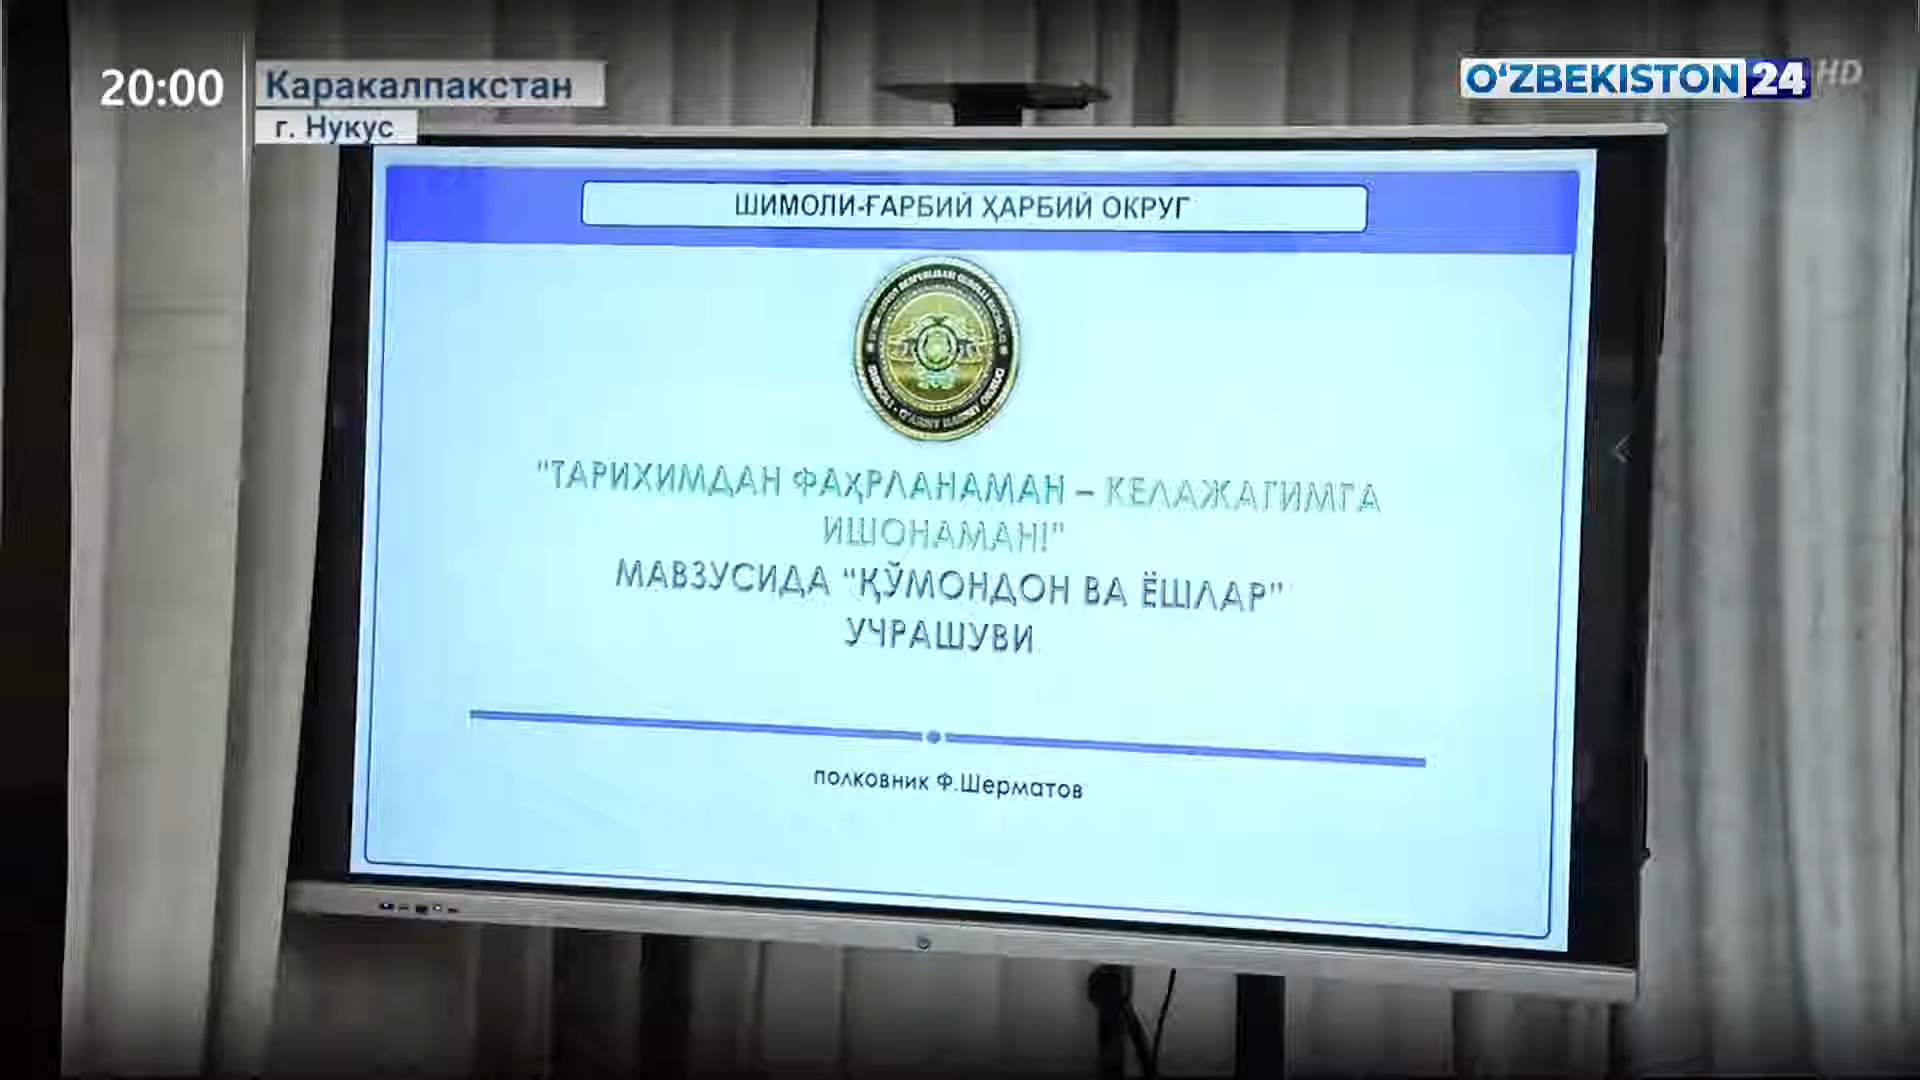 20:00
Каракалпакстан
г. Нукус
O‘ZBEKISTON 24 HD
ШИМОЛИ-ҒАРБИЙ ҲАРБИЙ ОКРУГ
"ТАРИХИМДАН ФАҲРЛАНАМАН – КЕЛАЖАГИМГА
ИШОНАМАН!"
МАВЗУСИДА “ҚЎМОНДОН ВА ЁШЛАР”
УЧРАШУВИ
полковник Ф.Шерматов